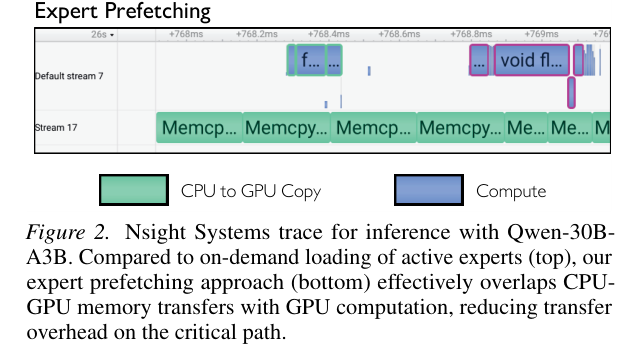 Expert Prefetching
26s
+768ms +768.2ms +768.4ms +768.6ms +768.8ms +769ms
Default stream 7
f... ... ... void fl...
Stream 17
Memcp... Memcpy... Memcp... Memcpy... Me... Me... M
CPU to GPU Copy
Compute
Figure 2. Nsight Systems trace for inference with Qwen-30B-
A3B. Compared to on-demand loading of active experts (top), our
expert prefetching approach (bottom) effectively overlaps CPU-
GPU memory transfers with GPU computation, reducing transfer
overhead on the critical path.